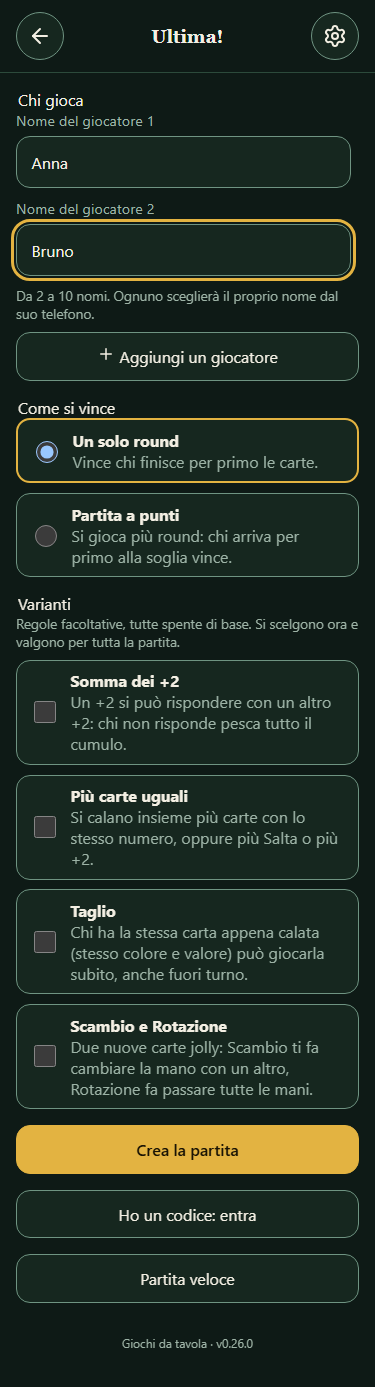 Ultima!
Chi gioca
Nome del giocatore 1
Anna
Nome del giocatore 2
Bruno
Da 2 a 10 nomi. Ognuno sceglierà il proprio nome dal
suo telefono.
+ Aggiungi un giocatore
Come si vince
Un solo round
Vince chi finisce per primo le carte.
Partita a punti
Si gioca più round: chi arriva per
primo alla soglia vince.
Varianti
Regole facoltative, tutte spente di base. Si scelgono ora e
valgono per tutta la partita.
Somma dei +2
Un +2 si può rispondere con un altro
+2: chi non risponde pesca tutto il
cumulo.
Più carte uguali
Si calano insieme più carte con lo
stesso numero, oppure più Salta o più
+2.
Taglio
Chi ha la stessa carta appena calata
(stesso colore e valore) può giocarla
subito, anche fuori turno.
Scambio e Rotazione
Due nuove carte jolly: Scambio ti fa
cambiare la mano con un altro,
Rotazione fa passare tutte le mani.
Crea la partita
Ho un codice: entra
Partita veloce
Giochi da tavola · v0.26.0